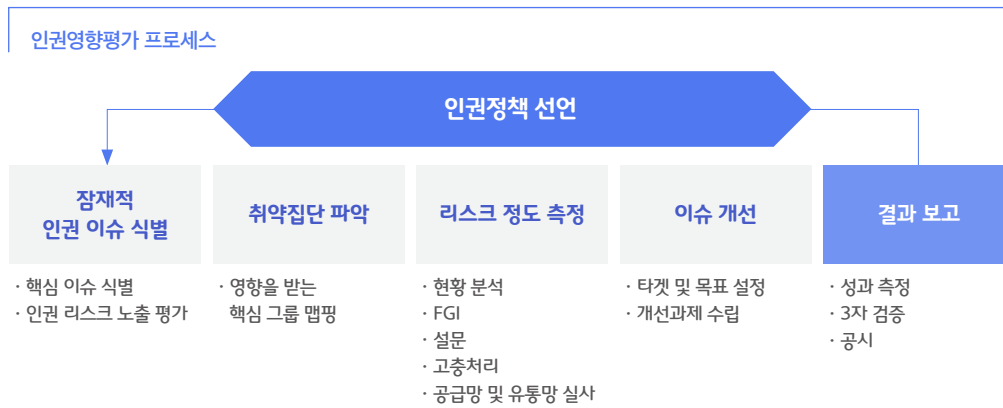 인권영향평가 프로세스
인권정책 선언
잠재적
인권 이슈 식별
· 핵심 이슈 식별
· 인권 리스크 노출 평가
취약집단 파악
· 영향을 받는
핵심 그룹 맵핑
리스크 정도 측정
· 현황 분석
· FGI
· 설문
· 고충처리
· 공급망 및 유통망 실사
이슈 개선
· 타겟 및 목표 설정
· 개선과제 수립
결과 보고
· 성과 측정
· 3자 검증
· 공시